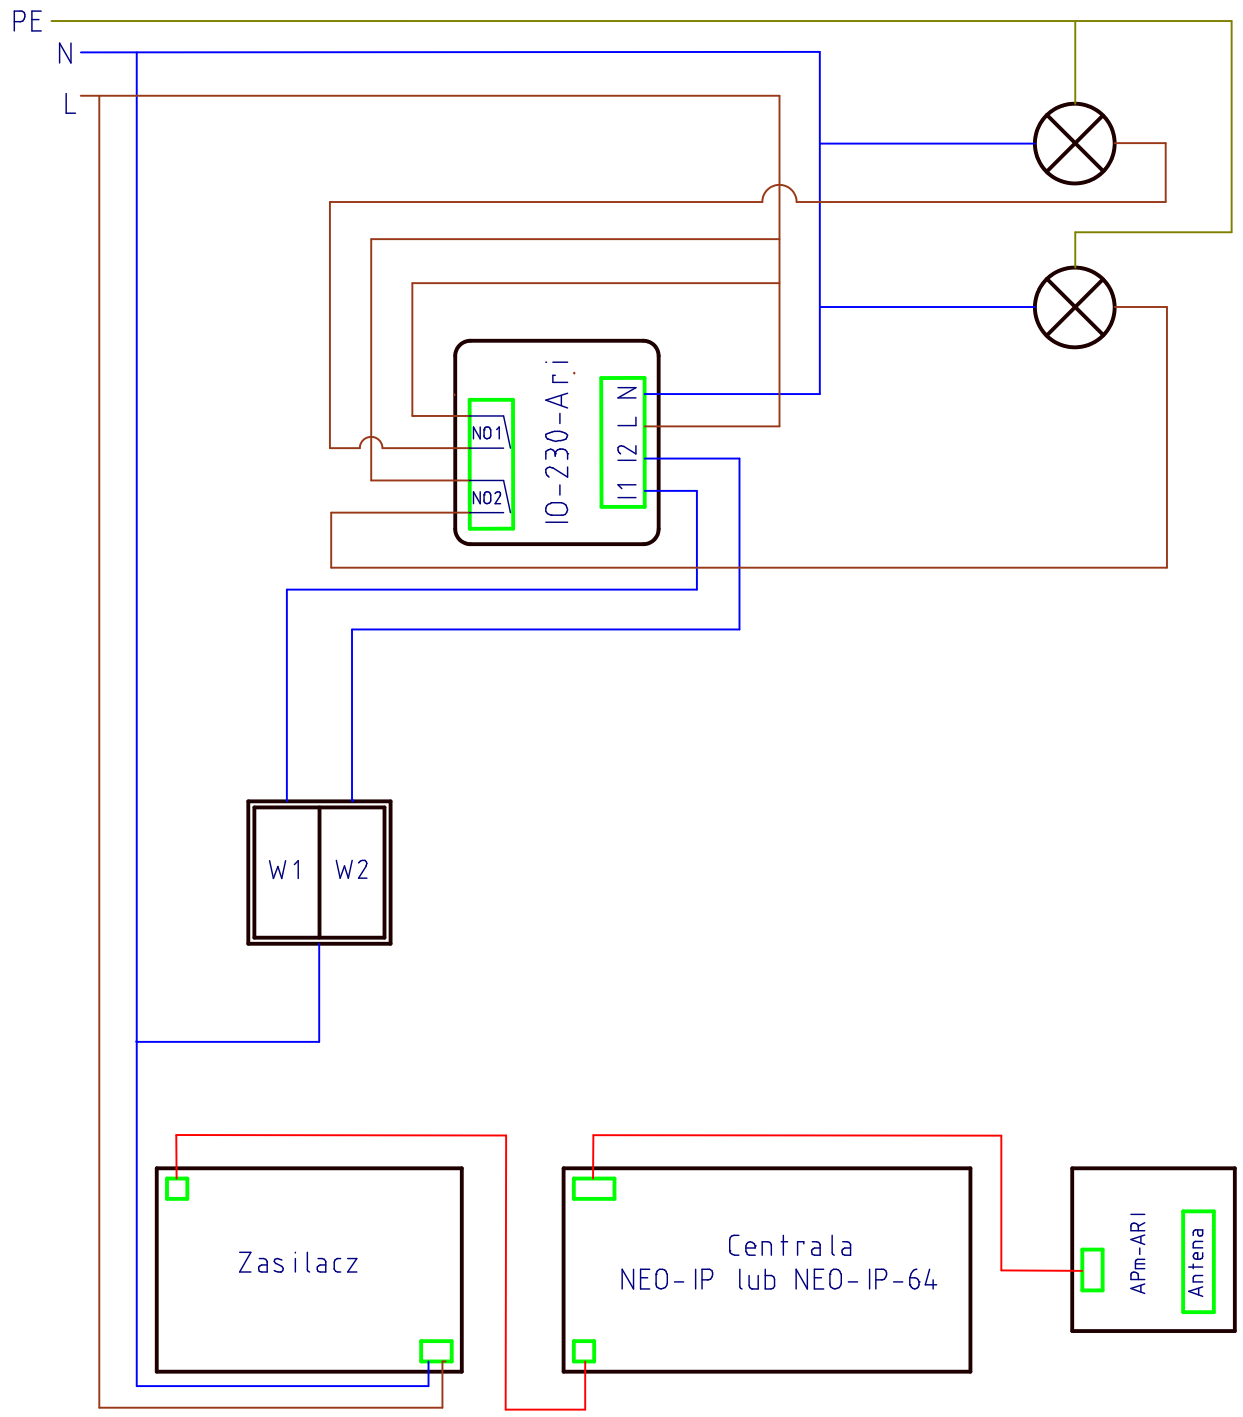 PE
N
L
IO-230-Ari
NO1
NO2
N
L
I2
I1
W1
W2
Zasilacz
Centrala
NEO-IP lub NEO-IP-64
APm-ARI
Antena